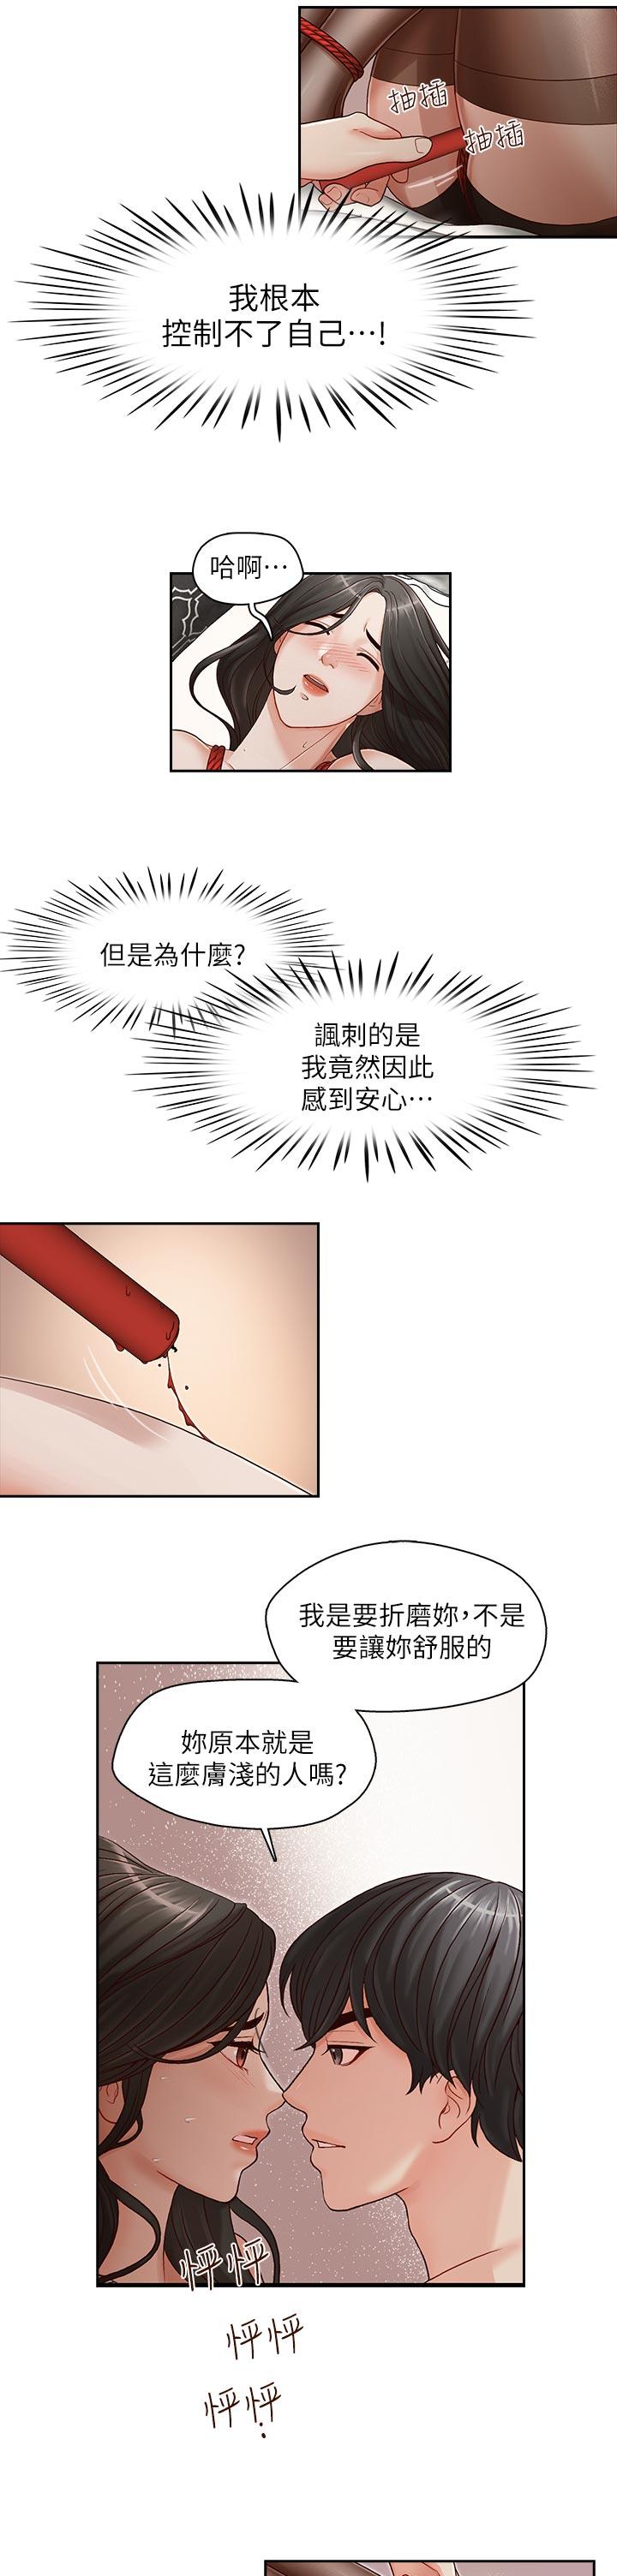 抽插
抽插
我根本
控制不了自己…!
哈啊…
但是為什麼?
諷刺的是
我竟然因此
感到安心…
我是要折磨妳,不是
要讓妳舒服的
妳原本就是
這麼膚淺的人嗎?
怦怦
怦怦
怦怦